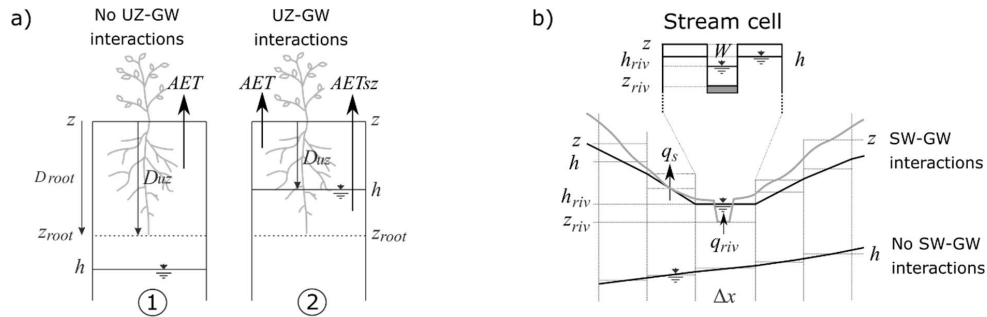 a)
No UZ-GW
interactions
UZ-GW
interactions
AET
AET
AETsz
z
z
Droot
Duz
Duz
h
zroot
zroot
h
1
2
b)
Stream cell
z
W
hriv
h
zriv
z
SW-GW
interactions
h
qs
hriv
zriv
qriv
h
No SW-GW
interactions
Δx